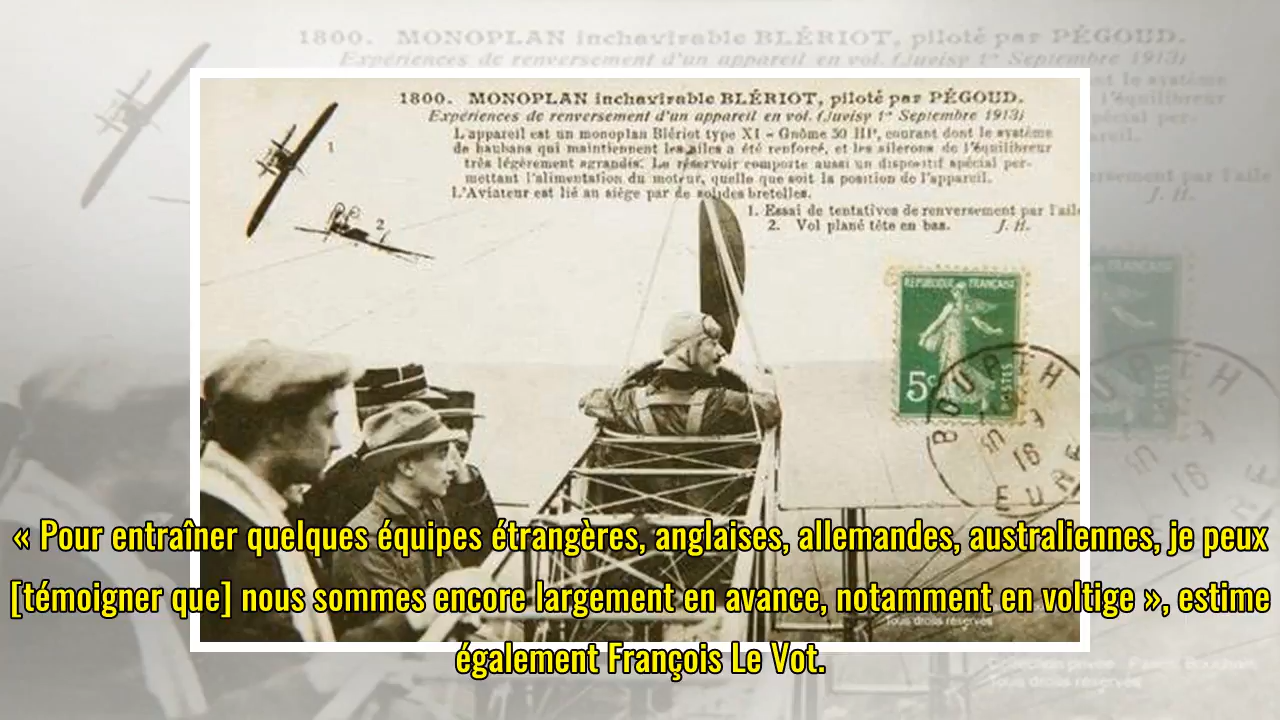 1800. MONOPLAN inchavirable BLÉRIOT, piloté par PÉGOUD.
Expériences de renversement d'un appareil en vol. (Juvisy 1er Septembre 1913)
L'appareil est un monoplan Blériot type XI - Gnôme 50 HP, courant dont le système
de haubans qui maintiennent les ailes a été renforcé, et les ailerons de l'équilibreur
très légèrement agrandis. Le réservoir comporte aussi un dispositif spécial per-
mettant l'alimentation du moteur, quelle que soit la position de l'appareil.
L'Aviateur est lié au siège par de solides bretelles.
1. Essai de tentatives de renversement par l'aile
2. Vol plané tête en bas. J. H.
1
2
RÉPUBLIQUE FRANÇAISE
5c
POSTES
BOURTH
16
EURE
« Pour entraîner quelques équipes étrangères, anglaises, allemandes, australiennes, je peux
[témoigner que] nous sommes encore largement en avance, notamment en voltige », estime
également François Le Vot.
Tous droits réservés